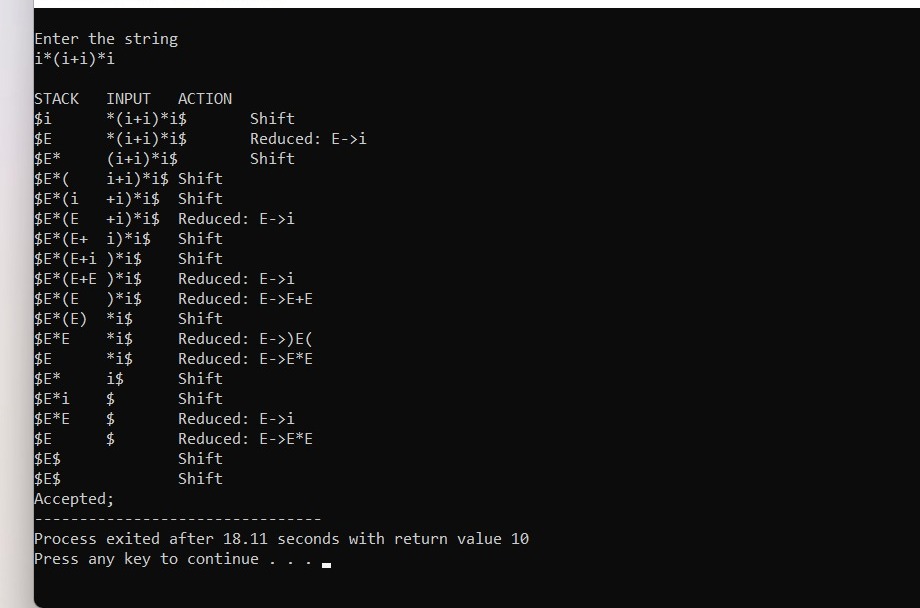 Enter the string
i*(i+i)*i
STACK   INPUT   ACTION
$i      *(i+i)*i$       Shift
$E      *(i+i)*i$       Reduced: E->i
$E*     (i+i)*i$        Shift
$E*(    i+i)*i$ Shift
$E*(i   +i)*i$  Shift
$E*(E   +i)*i$  Reduced: E->i
$E*(E+  i)*i$   Shift
$E*(E+i )*i$    Shift
$E*(E+E )*i$    Reduced: E->i
$E*(E   )*i$    Reduced: E->E+E
$E*(E)  *i$     Shift
$E*E    *i$     Reduced: E->)E(
$E      *i$     Reduced: E->E*E
$E*     i$      Shift
$E*i    $       Shift
$E*E    $       Reduced: E->i
$E      $       Reduced: E->E*E
$E$             Shift
$E$             Shift
Accepted;
--------------------------------
Process exited after 18.11 seconds with return value 10
Press any key to continue . . .